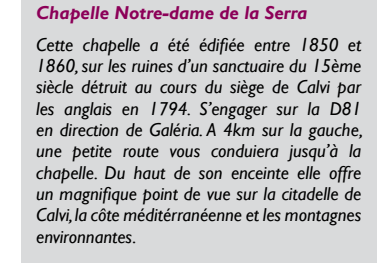 Chapelle Notre-dame de la Serra
Cette chapelle a été édifiée entre 1850 et
1860, sur les ruines d'un sanctuaire du 15ème
siècle détruit au cours du siège de Calvi par
les anglais en 1794. S'engager sur la D81
en direction de Galéria. A 4km sur la gauche,
une petite route vous conduiera jusqu'à la
chapelle. Du haut de son enceinte elle offre
un magnifique point de vue sur la citadelle de
Calvi, la côte méditérranéenne et les montagnes
environnantes.